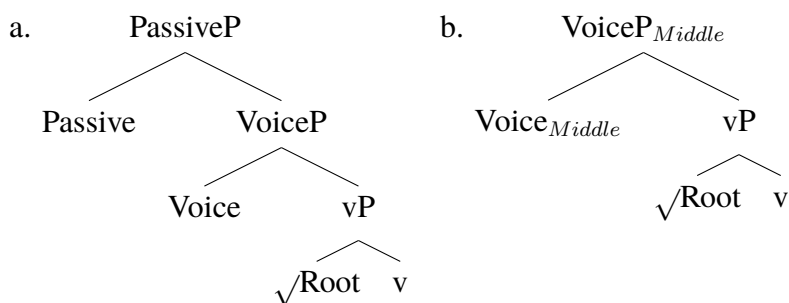 a. PassiveP b. VoiceP_Middle
Passive VoiceP Voice_Middle vP
Voice vP √Root v
√Root v